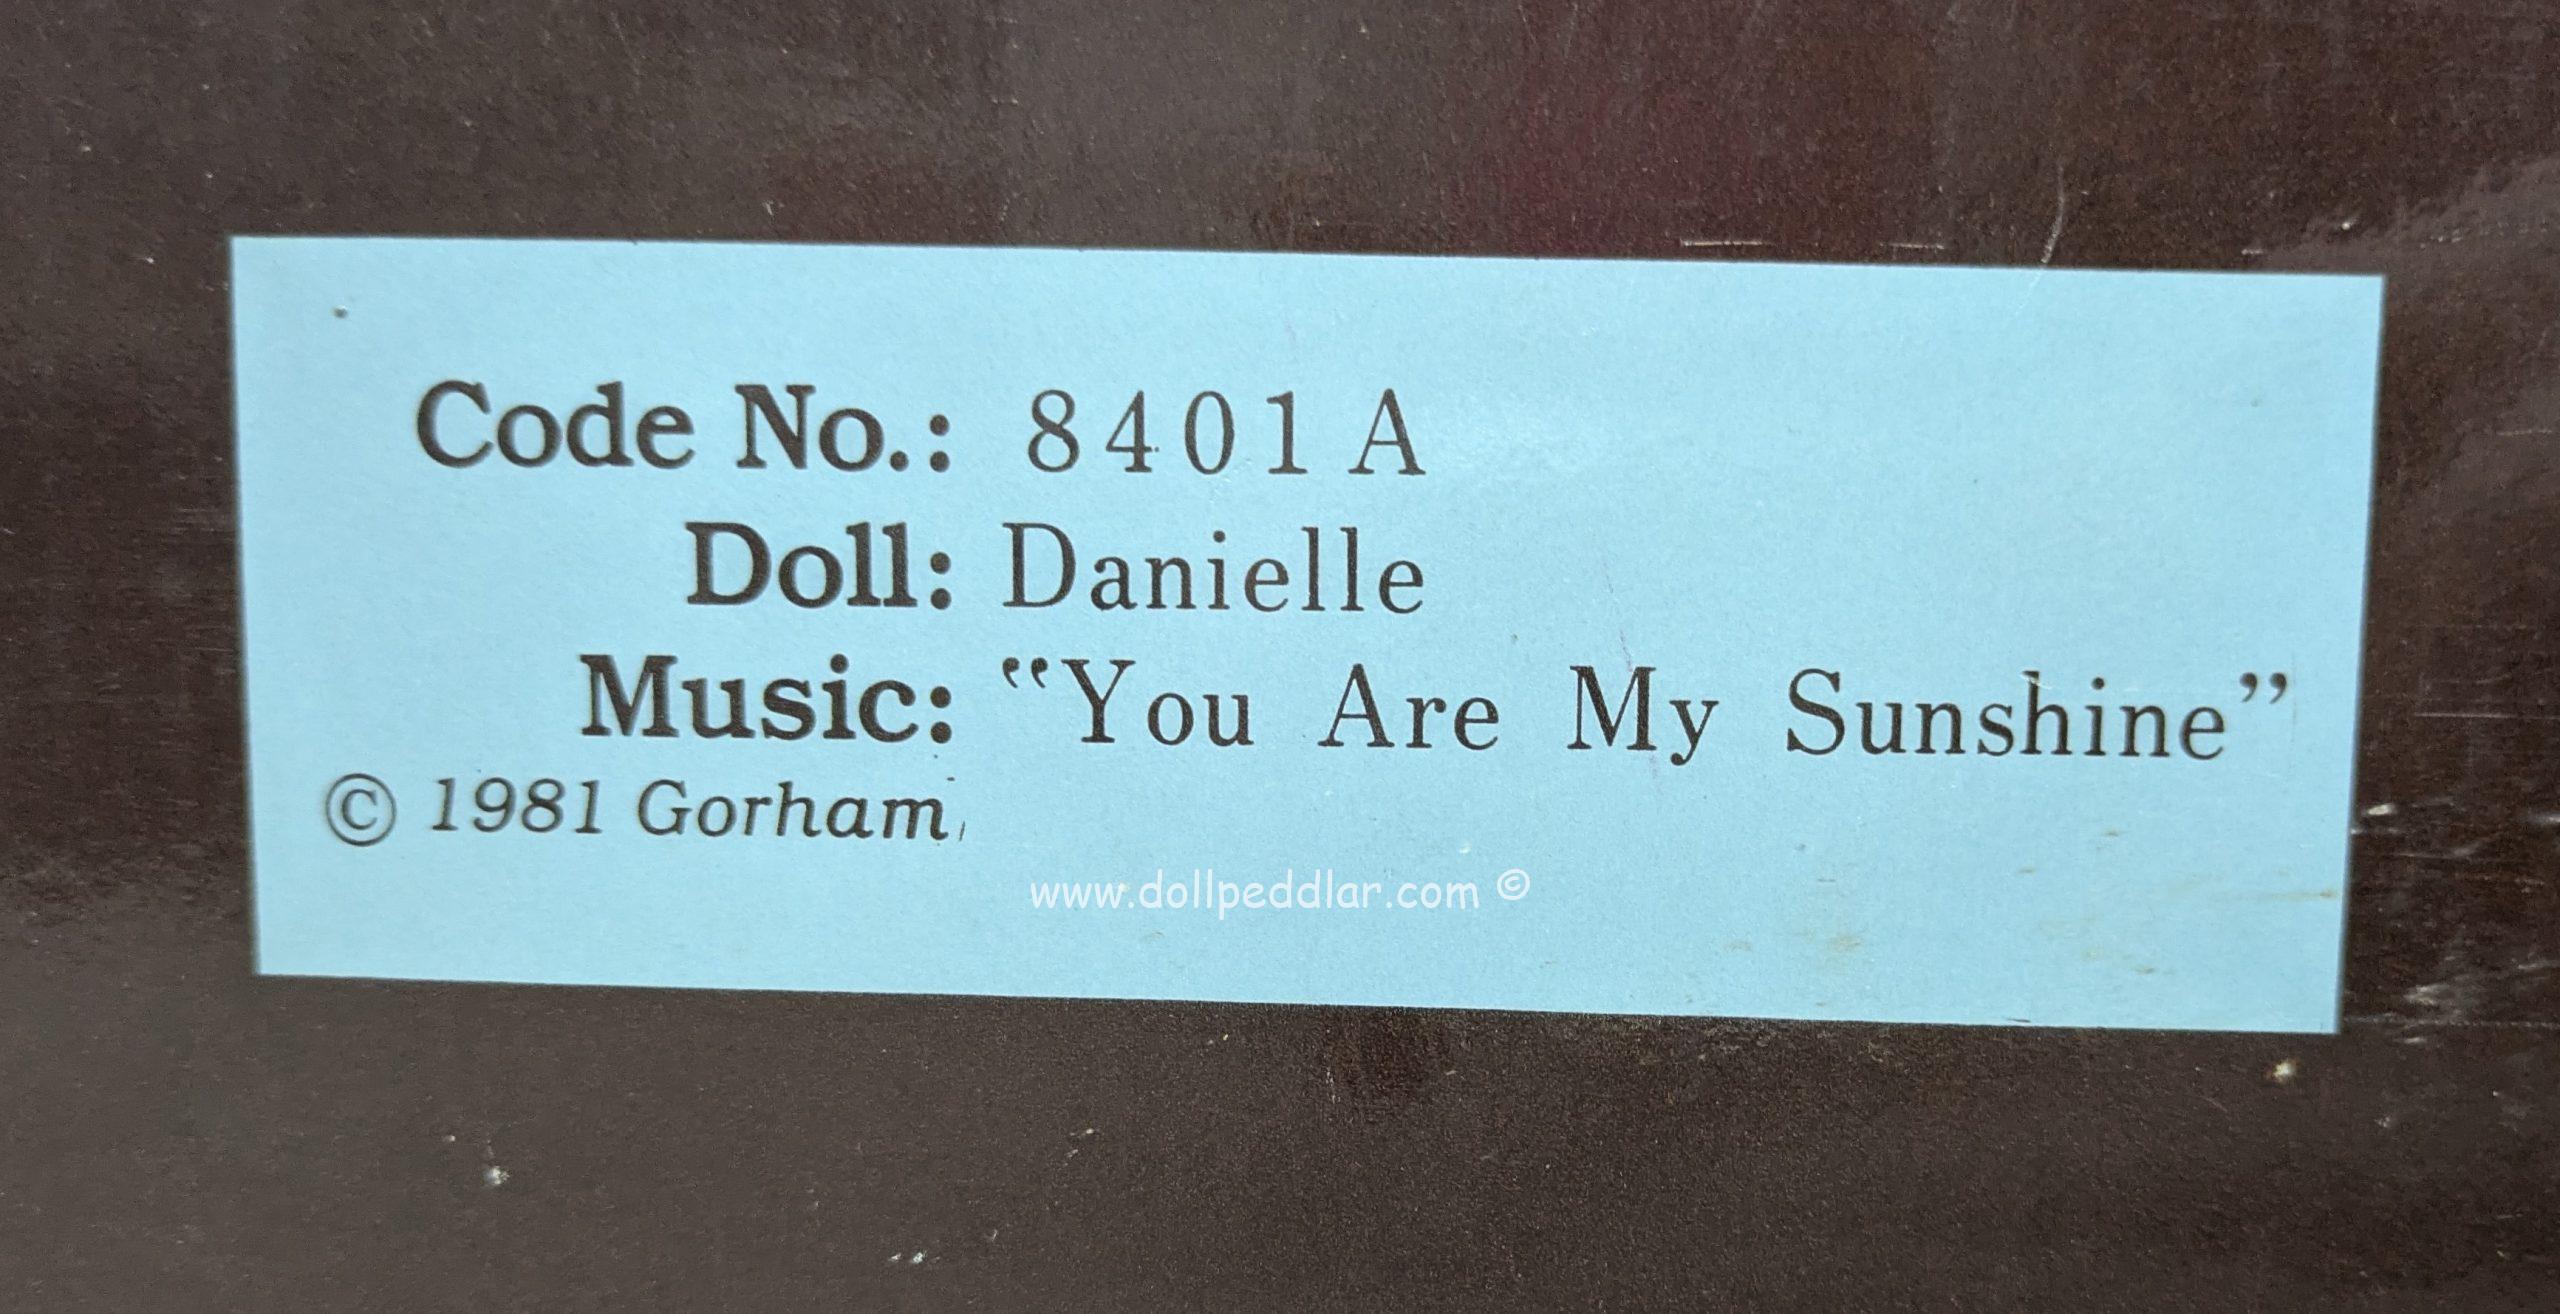 Code No.: 8401 A
Doll: Danielle
Music: "You Are My Sunshine"
© 1981 Gorham
www.dollpeddlar.com ©